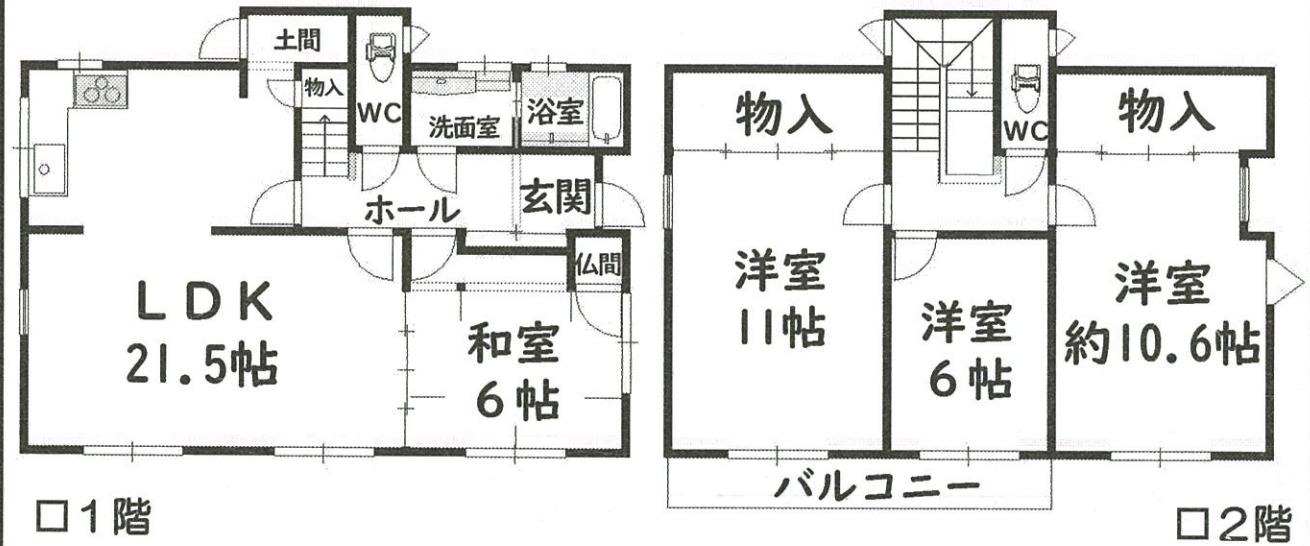 土間
物入
WC
洗面室
浴室
ホール
玄関
仏間
LDK
21.5帖
和室
6帖
□1階
物入
WC
物入
洋室
11帖
洋室
6帖
洋室
約10.6帖
バルコニー
□2階